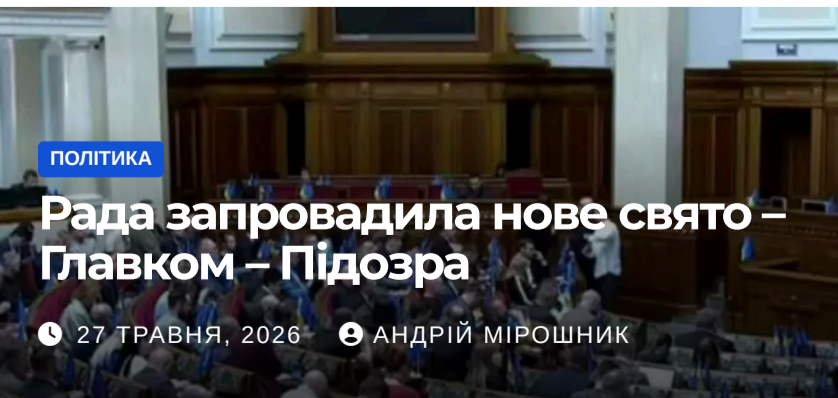 ПОЛІТИКА
Рада запровадила нове свято –
Главком – Підозра
27 ТРАВНЯ, 2026 АНДРІЙ МІРОШНИК